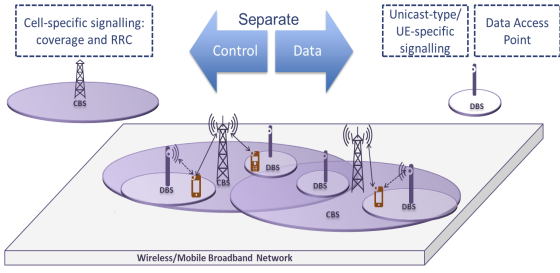 Cell-specific signalling:
coverage and RRC
Separate
Control
Data
Unicast-type/
UE-specific
signalling
Data Access
Point
CBS
DBS
DBS
CBS
DBS
DBS
CBS
DBS
Wireless/Mobile Broadband Network